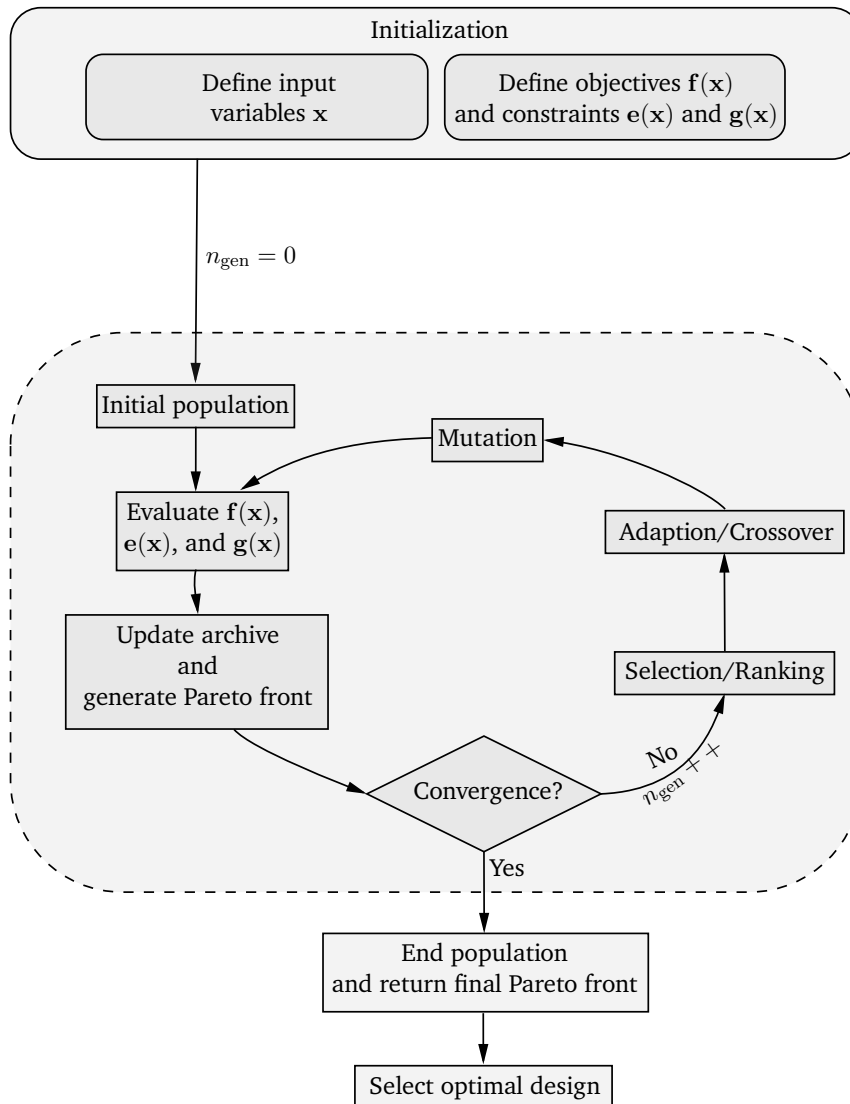 Initialization
Define input
variables x
Define objectives f(x)
and constraints e(x) and g(x)
n_gen = 0
Initial population
Mutation
Evaluate f(x),
e(x), and g(x)
Adaption/Crossover
Update archive
and
generate Pareto front
Selection/Ranking
Convergence?
No
n_gen ++
Yes
End population
and return final Pareto front
Select optimal design